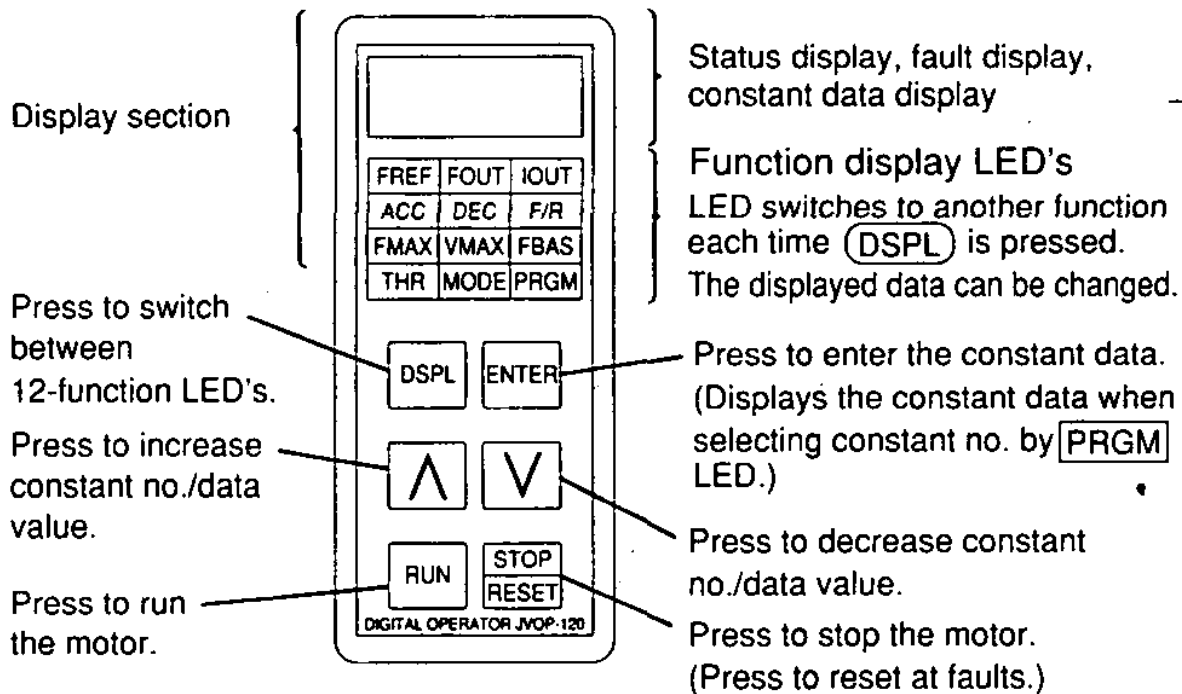 Display section
Status display, fault display,
constant data display
Function display LED's
LED switches to another function
each time DSPL is pressed.
The displayed data can be changed.
FREF FOUT IOUT
ACC DEC F/R
FMAX VMAX FBAS
THR MODE PRGM
Press to switch
between
12-function LED's.
DSPL ENTER
Press to enter the constant data.
(Displays the constant data when
selecting constant no. by PRGM
LED.)
Press to increase
constant no./data
value.
Λ V
Press to decrease constant
no./data value.
Press to run
the motor.
RUN STOP
RESET
DIGITAL OPERATOR JVOP-120
Press to stop the motor.
(Press to reset at faults.)